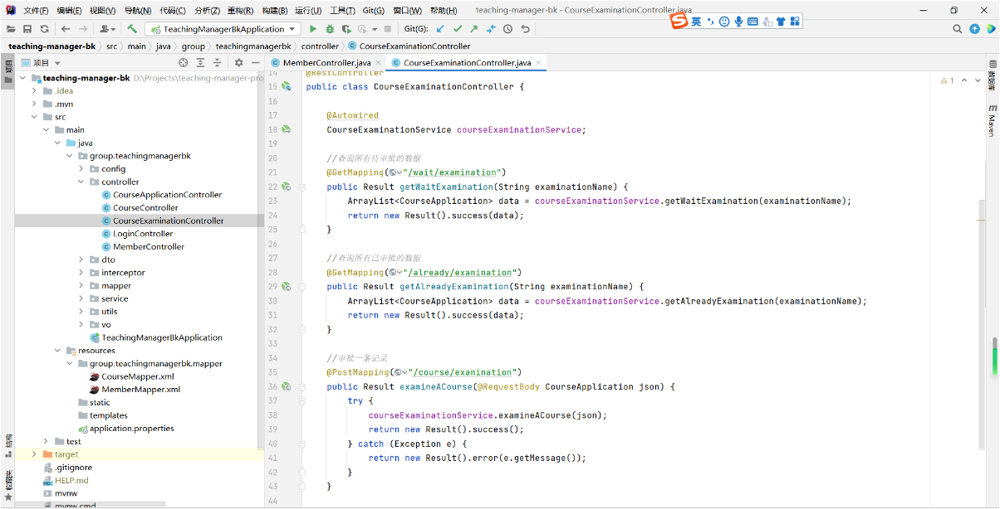 文件(F) 编辑(E) 视图(V) 导航(N) 代码(C) 分析(Z) 重构(R) 构建(B) 运行(U) 工具(T) Git(G) 窗口(W) 帮助(H) teaching-manager-bk - CourseExaminationController.java
英
TeachingManagerBkApplication Git(G):
teaching-manager-bk src main java group teachingmanagerbk controller CourseExaminationController
项目
MemberController.java CourseExaminationController.java
teaching-manager-bk D:\Projects\teaching-manager-pro
.idea
.mvn
src
main
java
group.teachingmanagerbk
config
controller
CourseApplicationController
CourseController
CourseExaminationController
LoginController
MemberController
dto
interceptor
mapper
service
utils
vo
TeachingManagerBkApplication
resources
group.teachingmanagerbk.mapper
CourseMapper.xml
MemberMapper.xml
static
templates
application.properties
test
target
.gitignore
HELP.md
mvnw
mvnw.cmd
项目
结构
收藏夹
14 @RestController
15 public class CourseExaminationController {
16
17 @Autowired
18 CourseExaminationService courseExaminationService;
19
20 //查询所有待审批的数据
21 @GetMapping("/wait/examination")
22 public Result getWaitExamination(String examinationName) {
23 ArrayList<CourseApplication> data = courseExaminationService.getWaitExamination(examinationName);
24 return new Result().success(data);
25 }
26
27 //查询所有已审批的数据
28 @GetMapping("/already/examination")
29 public Result getAlreadyExamination(String examinationName) {
30 ArrayList<CourseApplication> data = courseExaminationService.getAlreadyExamination(examinationName);
31 return new Result().success(data);
32 }
33
34 //审批一条记录
35 @PostMapping("/course/examination")
36 public Result examineACourse(@RequestBody CourseApplication json) {
37 try {
38 courseExaminationService.examineACourse(json);
39 return new Result().success();
40 } catch (Exception e) {
41 return new Result().error(e.getMessage());
42 }
43 }
44
1
数据库
m Maven